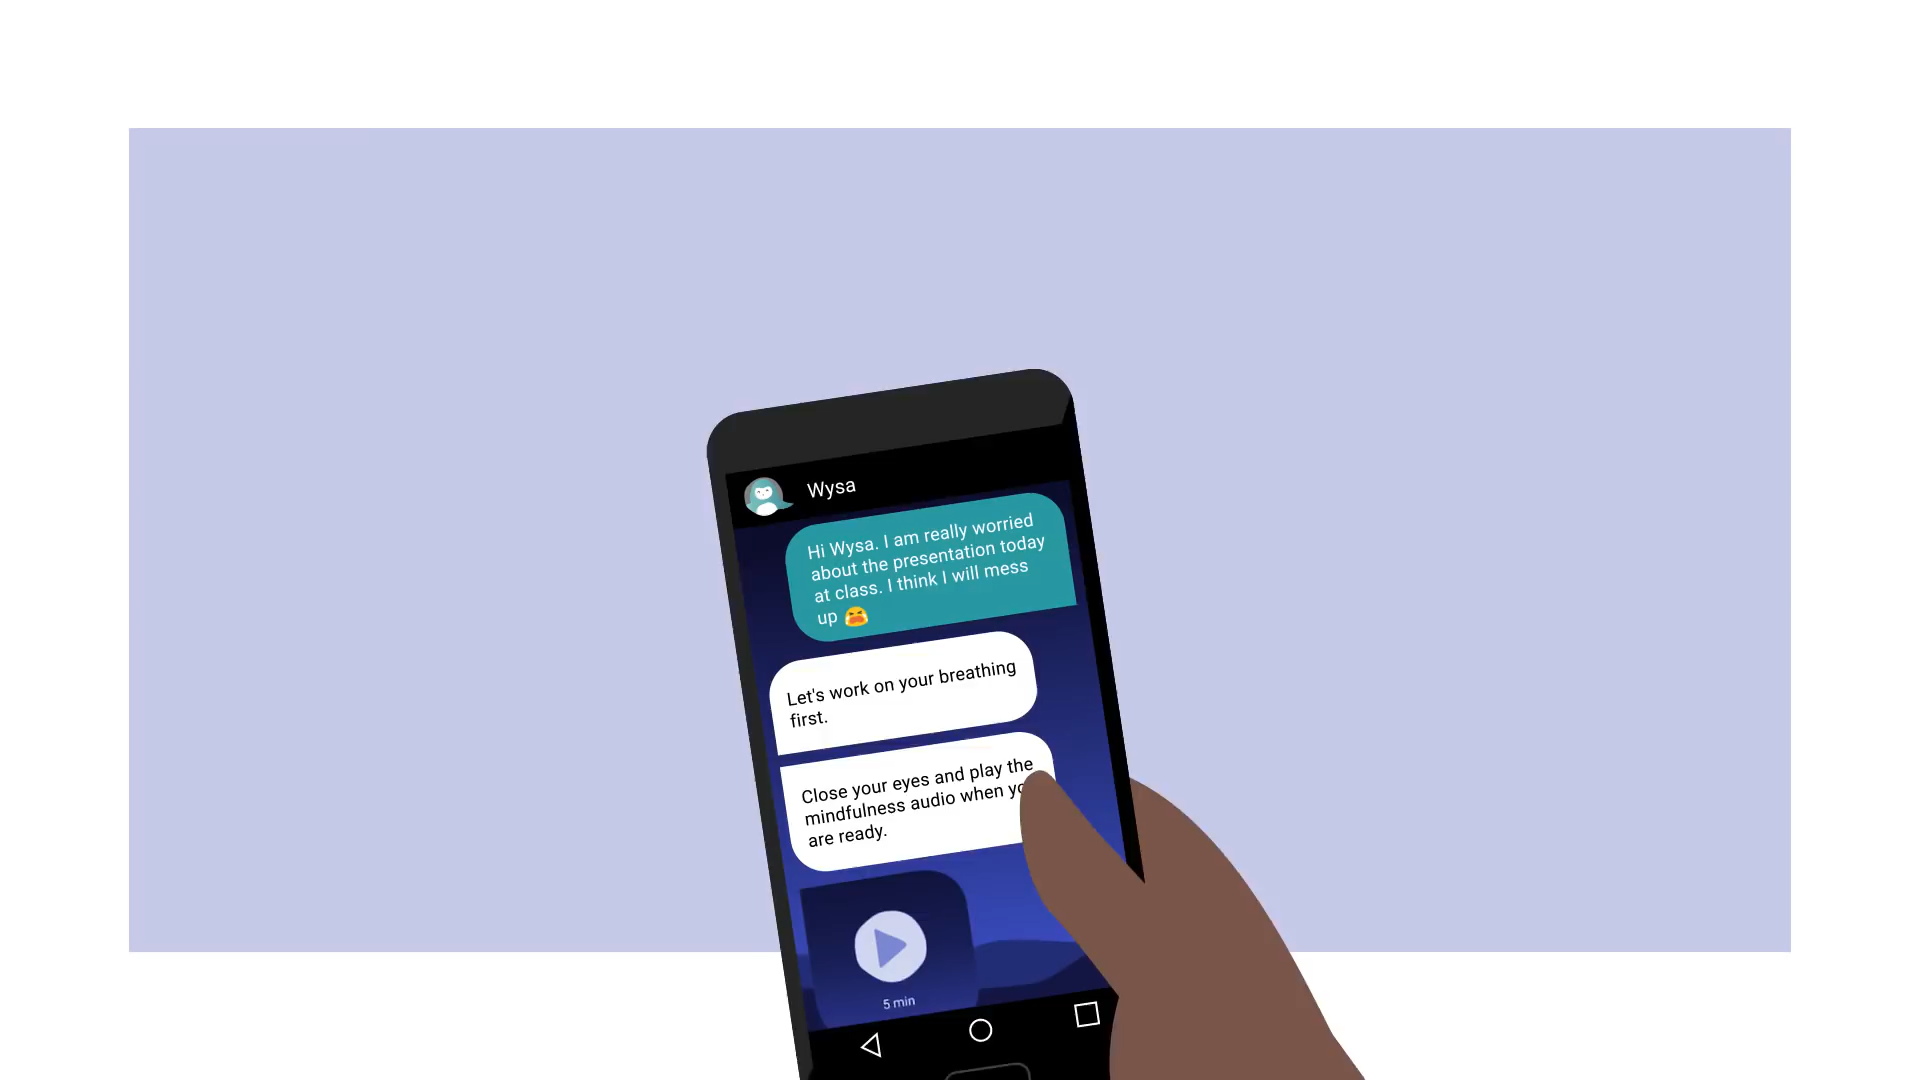 Wysa
Hi Wysa. I am really worried
about the presentation today
at class. I think I will mess
up 😫
Let's work on your breathing
first.
Close your eyes and play the
mindfulness audio when
are ready.
5 min